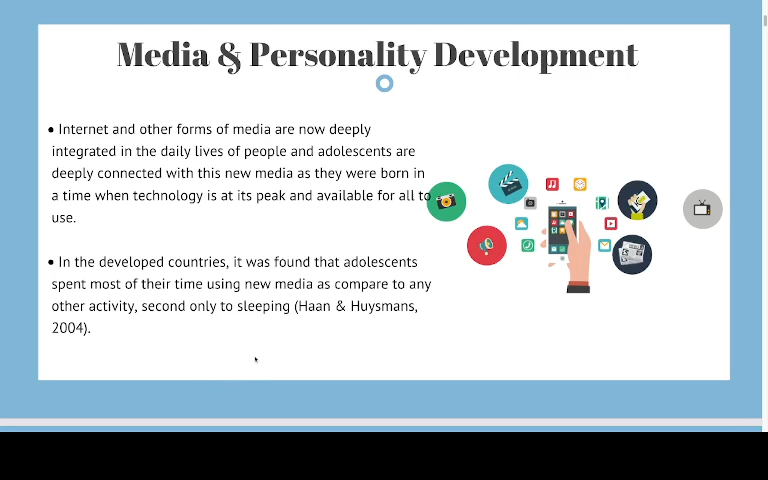 Media & Personality Development
• Internet and other forms of media are now deeply
integrated in the daily lives of people and adolescents are
deeply connected with this new media as they were born in
a time when technology is at its peak and available for all to
use.
• In the developed countries, it was found that adolescents
spent most of their time using new media as compare to any
other activity, second only to sleeping (Haan & Huysmans,
2004).